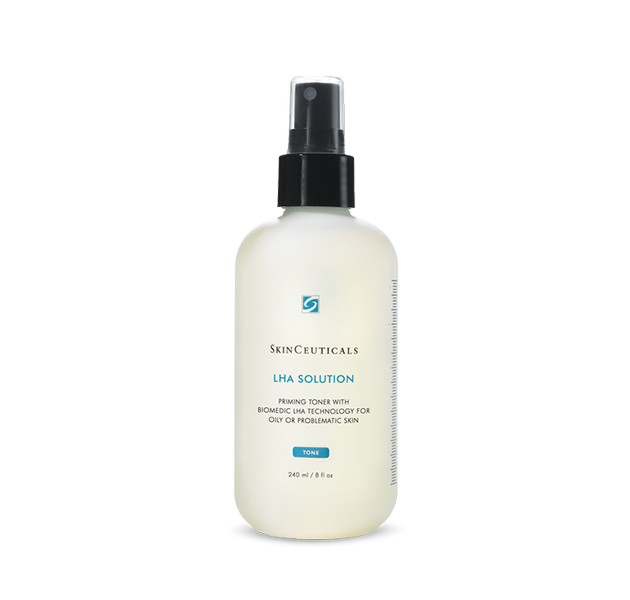 SKINCEUTICALS
LHA SOLUTION
PRIMING TONER WITH
BIOMEDIC LHA TECHNOLOGY FOR
OILY OR PROBLEMATIC SKIN
TONE
240 ml / 8 fl oz